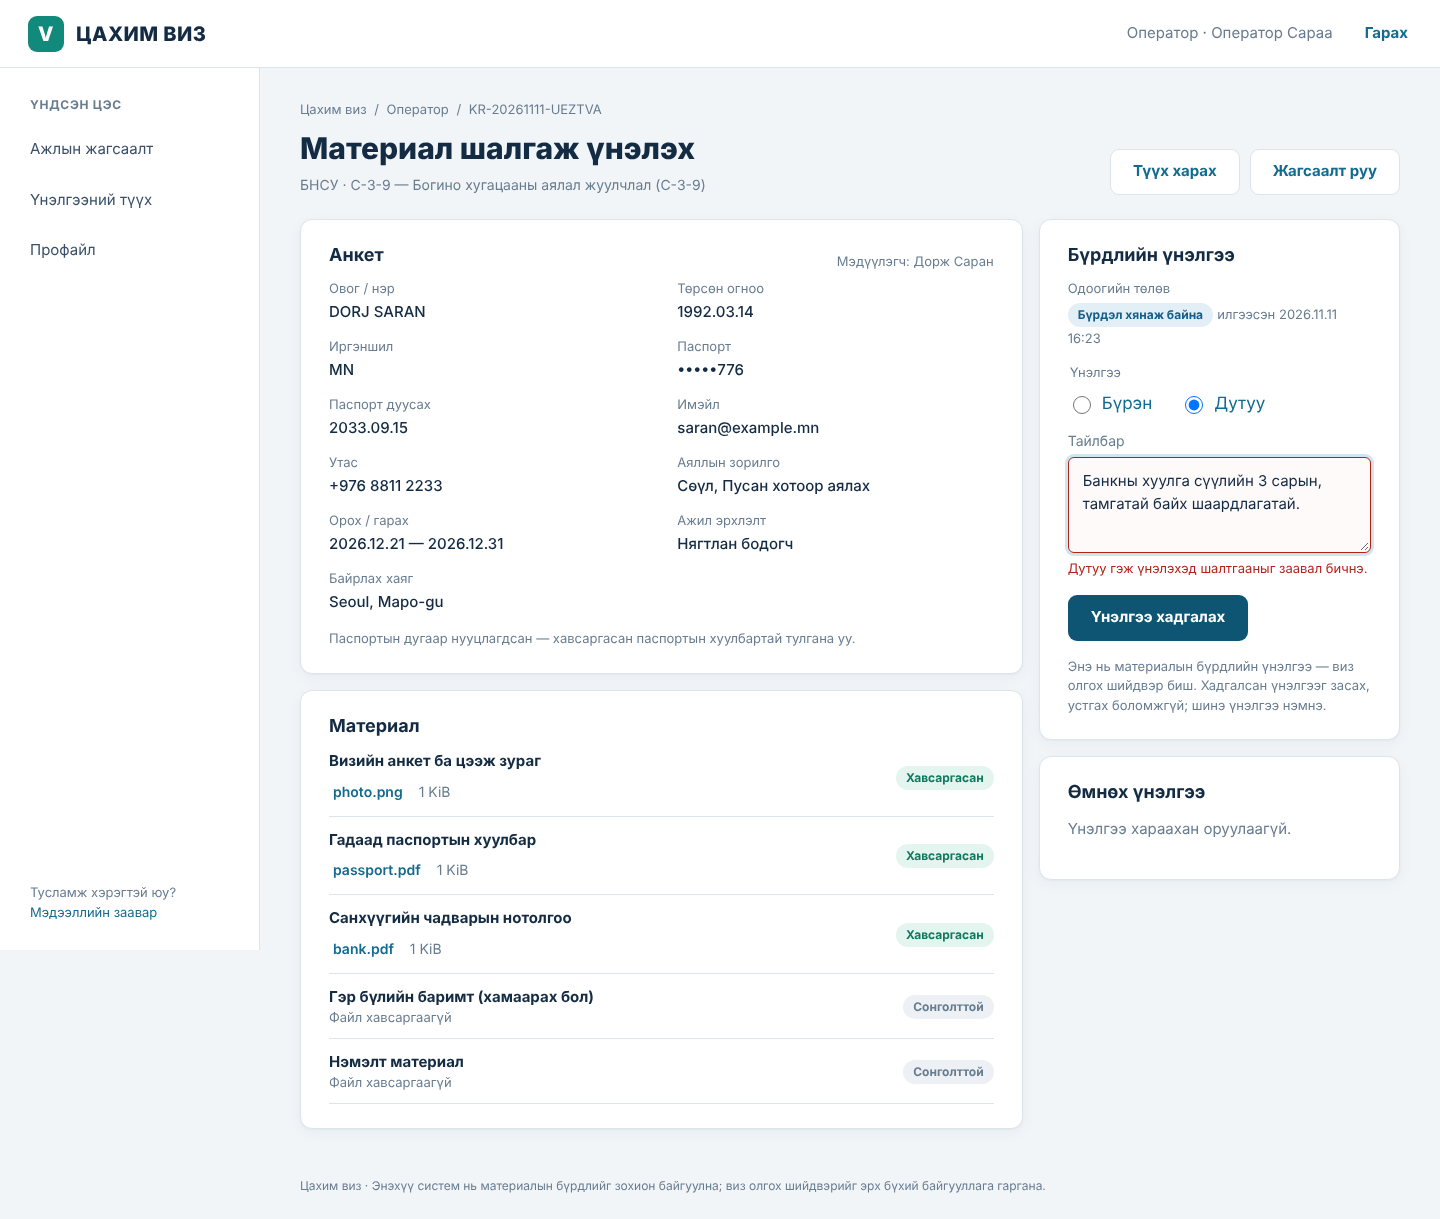 V ЦАХИМ ВИЗ
Оператор · Оператор Сараа
Гарах
ҮНДСЭН ЦЭС
Ажлын жагсаалт
Үнэлгээний түүх
Профайл
Тусламж хэрэгтэй юу?
Мэдээллийн заавар
Цахим виз / Оператор / KR-20261111-UEZTVA
Материал шалгаж үнэлэх
БНСУ · C-3-9 — Богино хугацааны аялал жуулчлал (C-3-9)
Түүх харах
Жагсаалт руу
Анкет
Мэдүүлэгч: Дорж Саран
Овог / нэр
DORJ SARAN
Төрсөн огноо
1992.03.14
Иргэншил
MN
Паспорт
•••••776
Паспорт дуусах
2033.09.15
Имэйл
saran@example.mn
Утас
+976 8811 2233
Аяллын зорилго
Сөүл, Пусан хотоор аялах
Орох / гарах
2026.12.21 — 2026.12.31
Ажил эрхлэлт
Нягтлан бодогч
Байрлах хаяг
Seoul, Mapo-gu
Паспортын дугаар нууцлагдсан — хавсаргасан паспортын хуулбартай тулгана уу.
Материал
Визийн анкет ба цээж зураг
photo.png 1 KiB
Хавсаргасан
Гадаад паспортын хуулбар
passport.pdf 1 KiB
Хавсаргасан
Санхүүгийн чадварын нотолгоо
bank.pdf 1 KiB
Хавсаргасан
Гэр бүлийн баримт (хамаарах бол)
Файл хавсаргаагүй
Сонголттой
Нэмэлт материал
Файл хавсаргаагүй
Сонголттой
Бүрдлийн үнэлгээ
Одоогийн төлөв
Бүрдэл хянаж байна илгээсэн 2026.11.11
16:23
Үнэлгээ
Бүрэн Дутуу
Тайлбар
Банкны хуулга сүүлийн 3 сарын,
тамгатай байх шаардлагатай.
Дутуу гэж үнэлэхэд шалтгааныг заавал бичнэ.
Үнэлгээ хадгалах
Энэ нь материалын бүрдлийн үнэлгээ — виз
олгох шийдвэр биш. Хадгалсан үнэлгээг засах,
устгах боломжгүй; шинэ үнэлгээ нэмнэ.
Өмнөх үнэлгээ
Үнэлгээ хараахан оруулаагүй.
Цахим виз · Энэхүү систем нь материалын бүрдлийг зохион байгуулна; виз олгох шийдвэрийг эрх бүхий байгууллага гаргана.